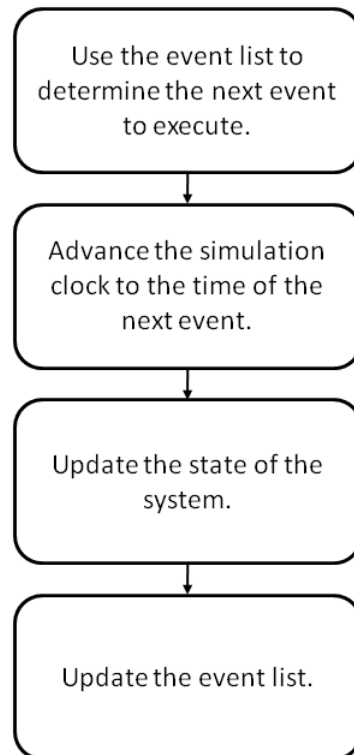 Use the event list to
determine the next event
to execute.
Advance the simulation
clock to the time of the
next event.
Update the state of the
system.
Update the event list.